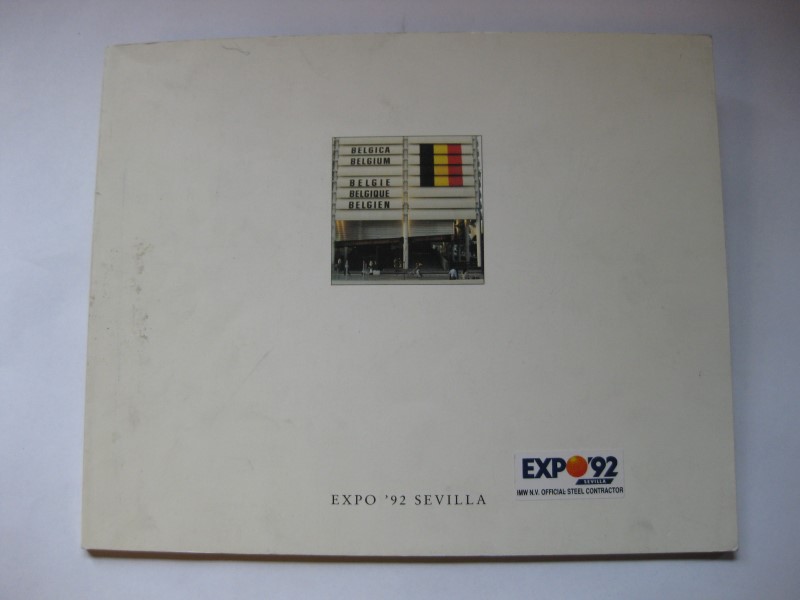 BELGICA
BELGIUM
BELGIE
BELGIQUE
BELGIEN
EXPO '92 SEVILLA
EXPO'92
SEVILLA
IMW N.V. OFFICIAL STEEL CONTRACTOR